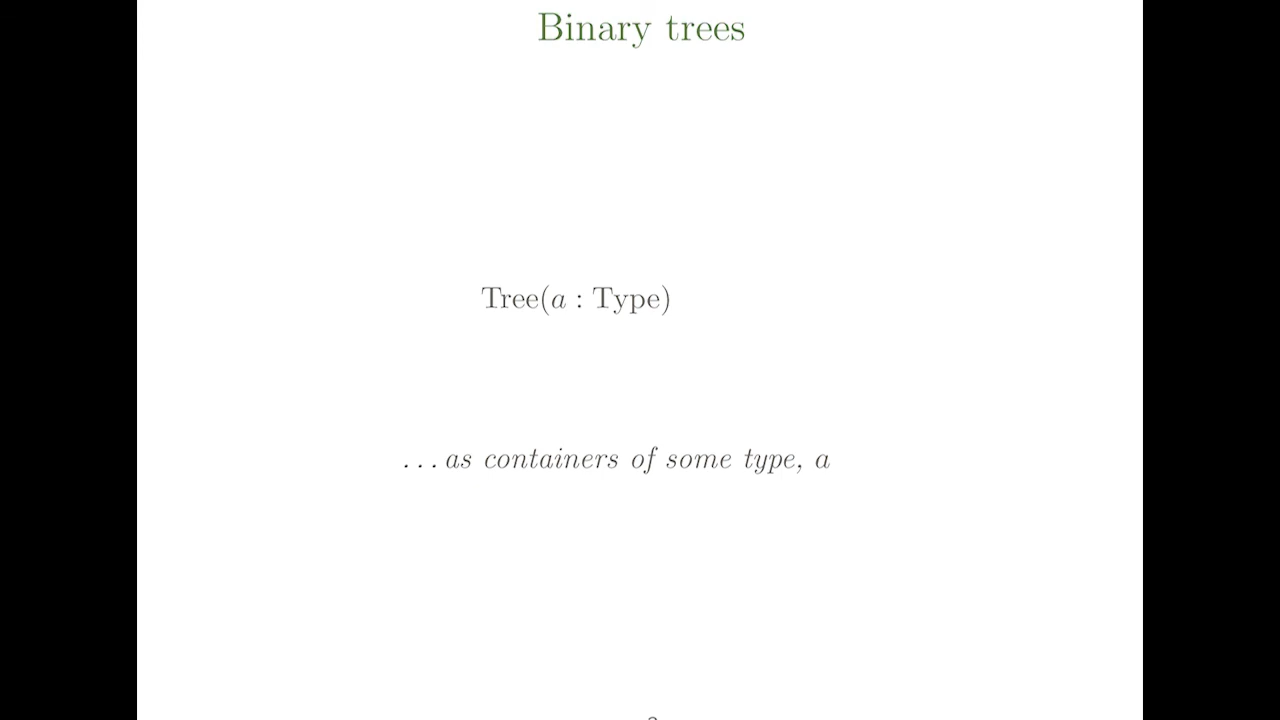 Binary trees
Tree(a : Type)
... as containers of some type, a